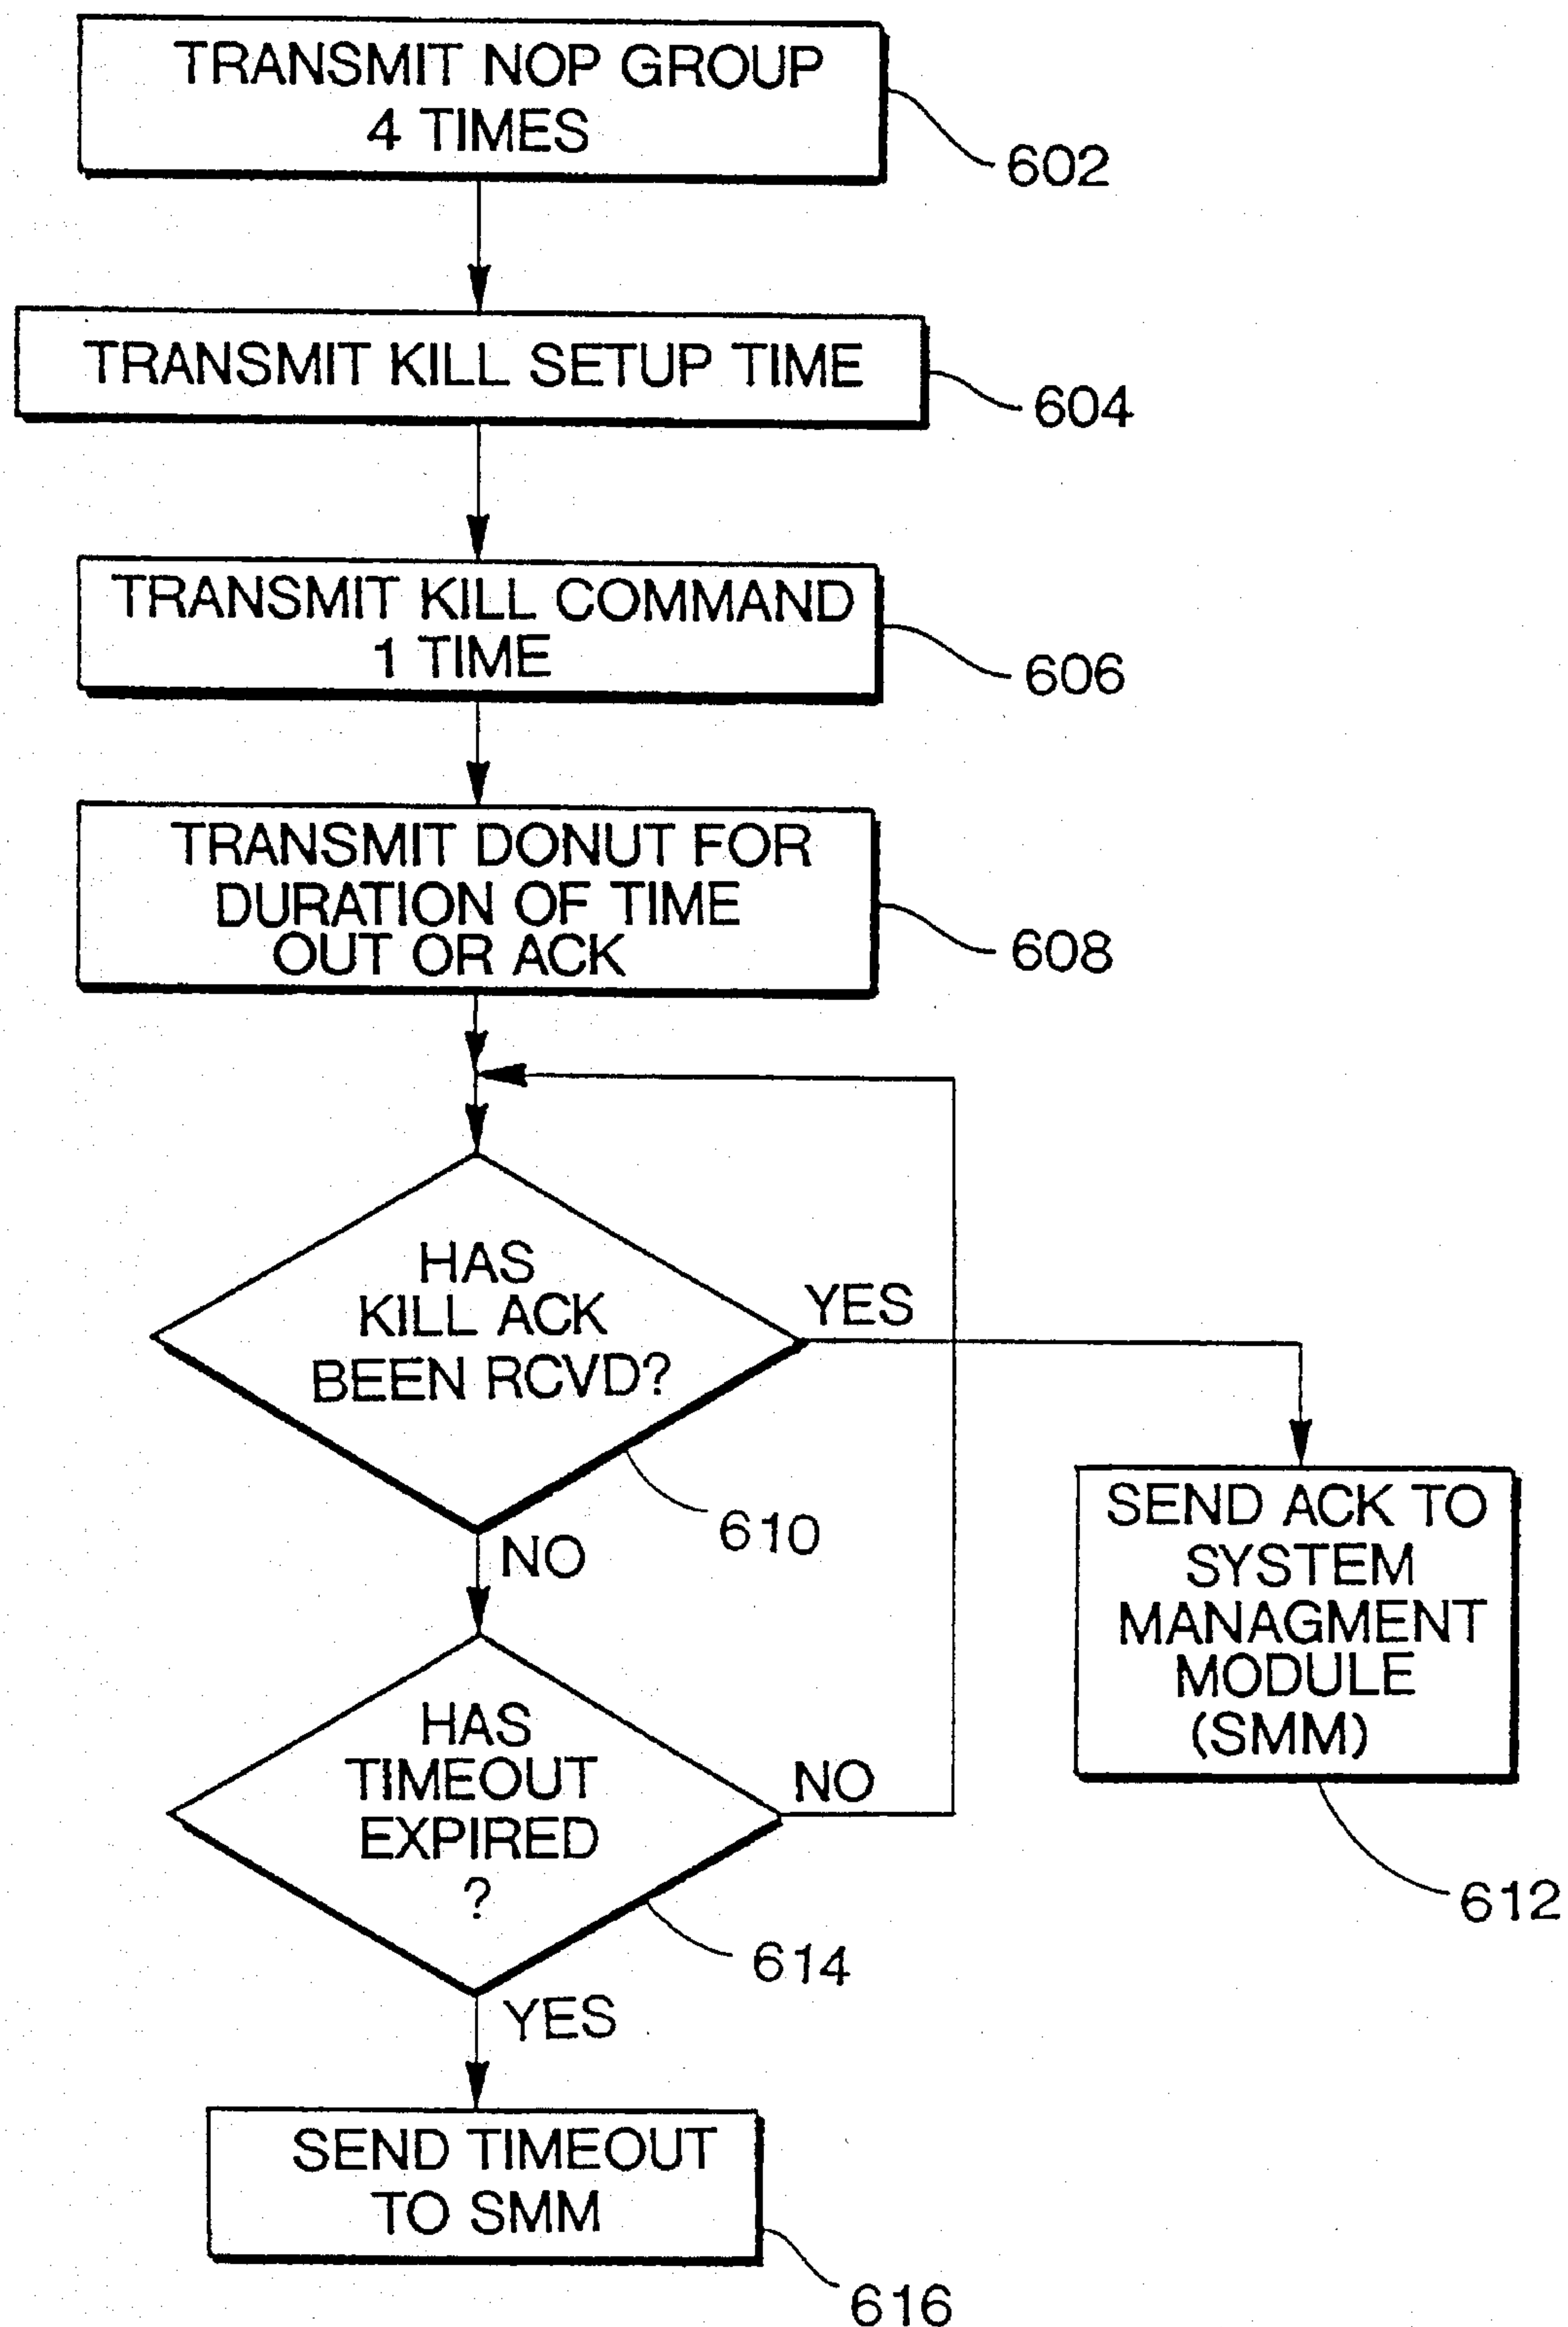 TRANSMIT NOP GROUP
4 TIMES
602
TRANSMIT KILL SETUP TIME
604
TRANSMIT KILL COMMAND
1 TIME
606
TRANSMIT DONUT FOR
DURATION OF TIME
OUT OR ACK
608
HAS
KILL ACK
BEEN RCVD?
YES
610
NO
SEND ACK TO
SYSTEM
MANAGMENT
MODULE
(SMM)
612
HAS
TIMEOUT
EXPIRED
?
NO
614
YES
SEND TIMEOUT
TO SMM
616